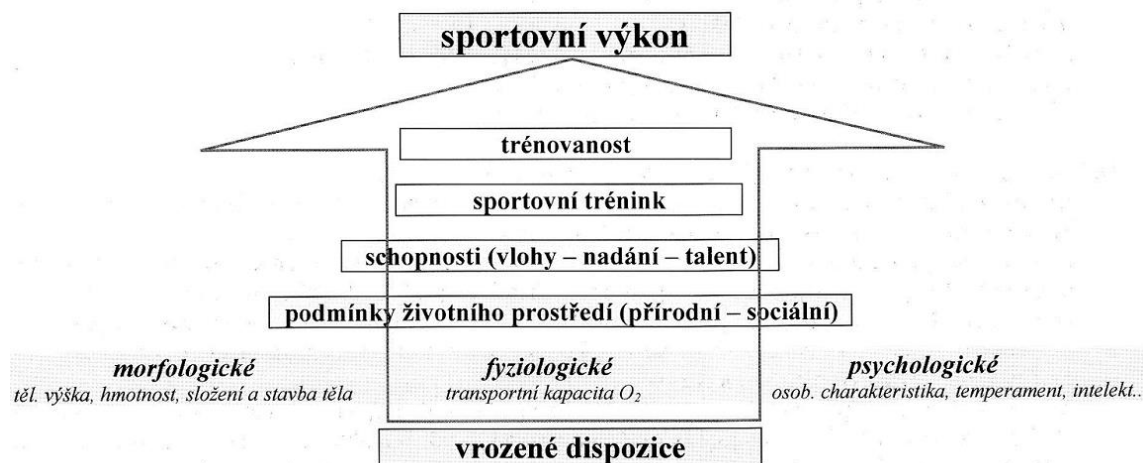 sportovní výkon
trénovanost
sportovní trénink
schopnosti (vlohy – nadání – talent)
podmínky životního prostředí (přírodní – sociální)
morfologické
těl. výška, hmotnost, složení a stavba těla
fyziologické
transportní kapacita O₂
psychologické
osob. charakteristika, temperament, intelekt..
vrozené dispozice